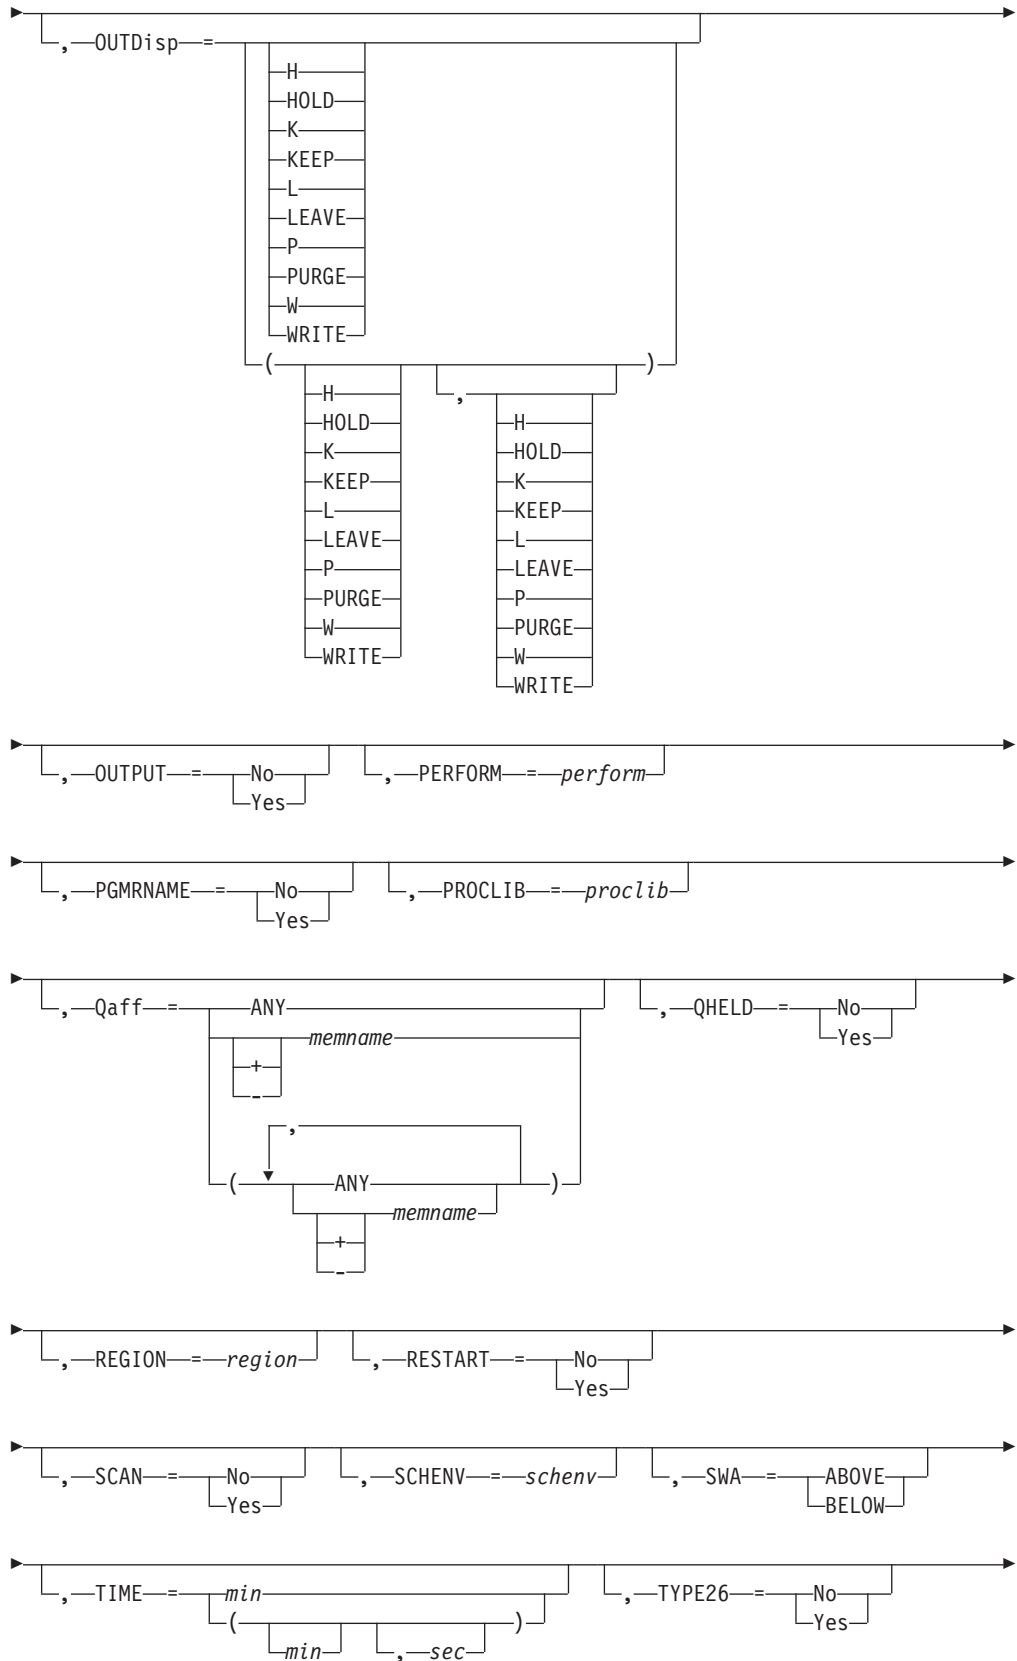 , OUTDisp =
H
HOLD
K
KEEP
L
LEAVE
P
PURGE
W
WRITE
( , )
H
HOLD H
K HOLD
KEEP K
L KEEP
LEAVE L
P LEAVE
PURGE P
W PURGE
WRITE W
WRITE
, OUTPUT = No , PERFORM = perform
Yes
, PGMRNAME = No , PROCLIB = proclib
Yes
, Qaff = ANY , QHELD = No
memname Yes
+
-
,
( ANY )
memname
+
-
, REGION = region , RESTART = No
Yes
, SCAN = No , SCHENV = schenv , SWA = ABOVE
Yes BELOW
, TIME = min , TYPE26 = No
( ) Yes
min , sec